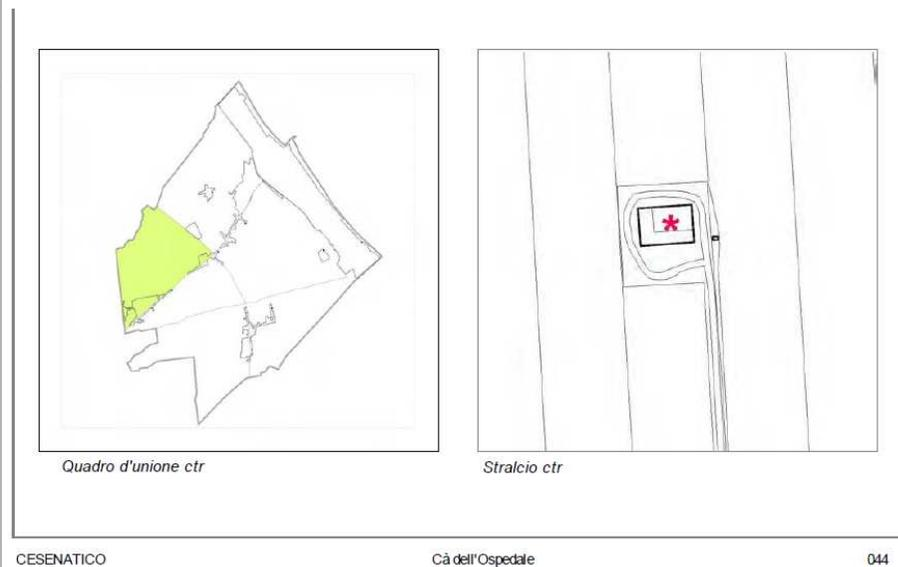 Quadro d'unione ctr
Stralcio ctr
CESENATICO
Cà dell'Ospedale
044